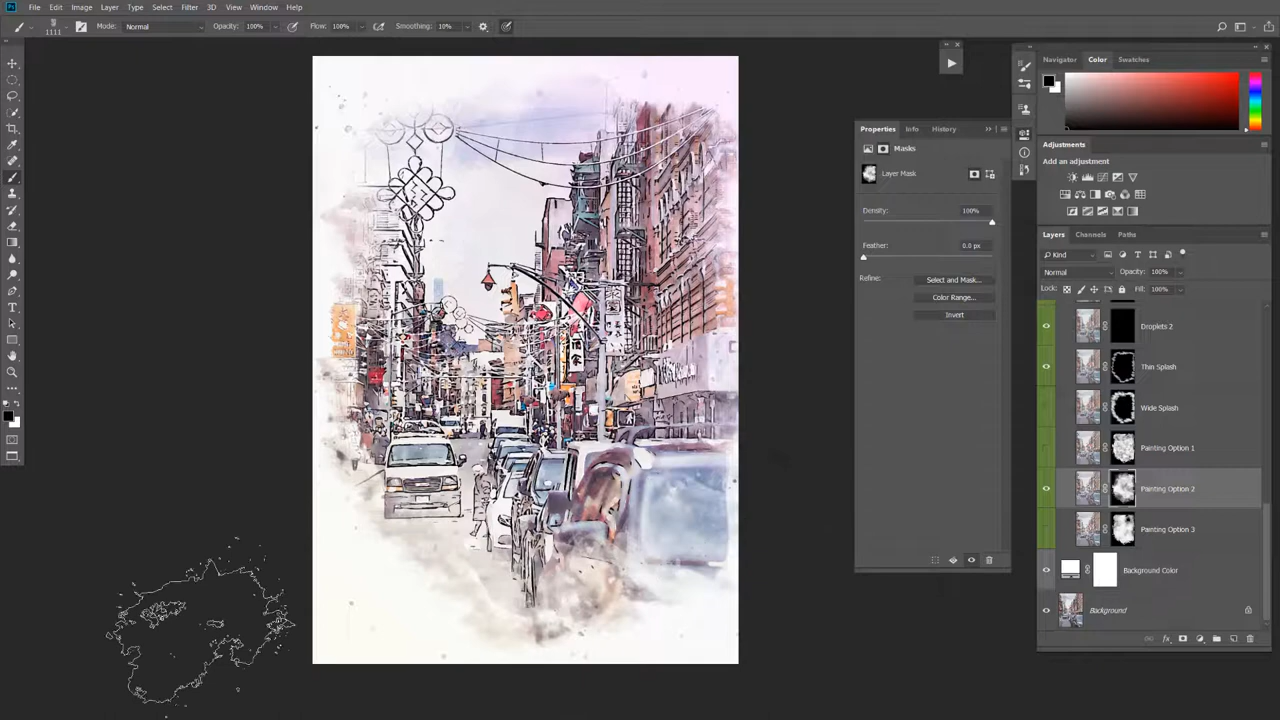 Ps File Edit Image Layer Type Select Filter 3D View Window Help
1111 Mode: Normal Opacity: 100% Flow: 100% Smoothing: 10%
Navigator Color Swatches
Properties Info History
Masks
Layer Mask
Density: 100%
Feather: 0.0 px
Refine: Select and Mask...
Color Range...
Invert
Adjustments
Add an adjustment
Layers Channels Paths
Kind
Normal Opacity: 100%
Lock: Fill: 100%
Droplets 2
Thin Splash
Wide Splash
Painting Option 1
Painting Option 2
Painting Option 3
Background Color
Background